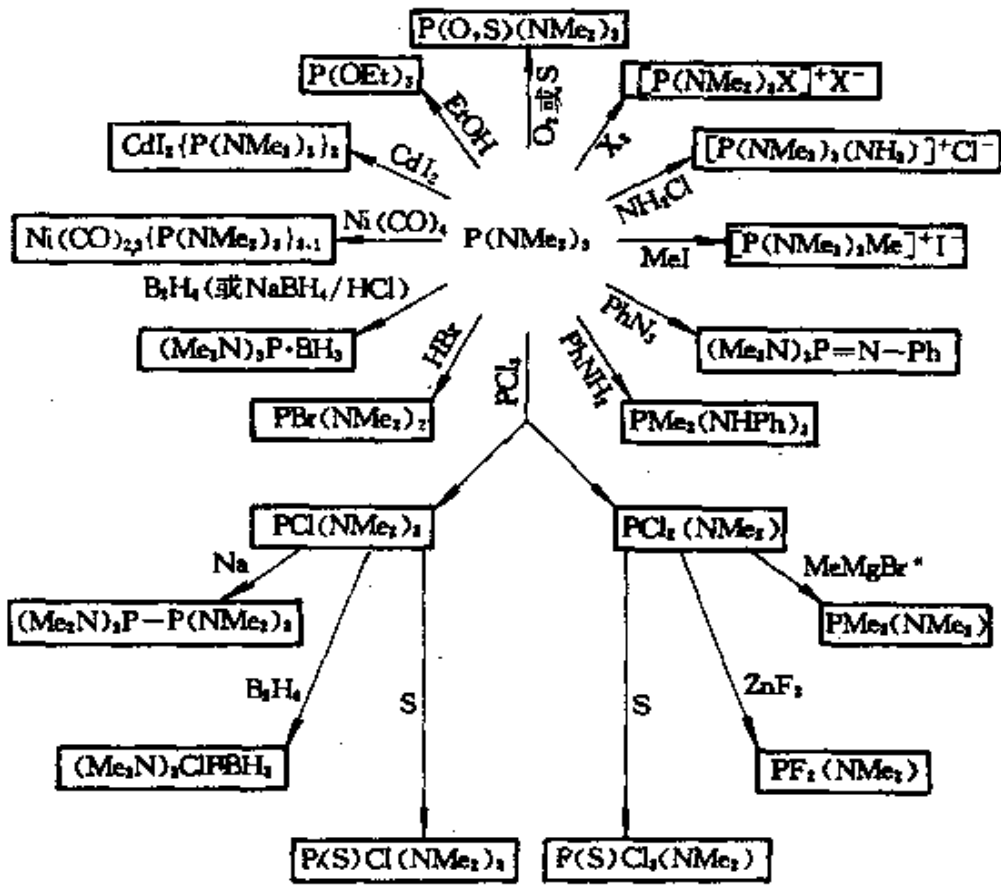 P(O,S)(NMe₂)₃
P(OEt)₃
[P(NMe₂)₃X]⁺X⁻
EtOH
O₂或S
X₂
CdI₂{P(NMe₂)₃}₂
CdI₂
NH₄Cl
[P(NMe₂)₃(NH₂)]⁺Cl⁻
Ni(CO)₂,₃{P(NMe₂)₃}₂,₁
Ni(CO)₄
P(NMe₂)₃
MeI
[P(NMe₂)₃Me]⁺I⁻
B₂H₆(或NaBH₄/HCl)
PhN₃
(Me₂N)₃P·BH₃
HBr
PCl₃
PhNH₂
(Me₂N)₃P=N—Ph
PBr(NMe₂)₂
PMe₂(NHPh)₃
PCl(NMe₂)₂
PCl₂(NMe₂)
Na
MeMgBr*
(Me₂N)₂P—P(NMe₂)₂
PMe₂(NMe₂)
B₂H₆
S
S
ZnF₂
(Me₂N)₂ClP·BH₃
PF₂(NMe₂)
P(S)Cl(NMe₂)₂
P(S)Cl₂(NMe₂)